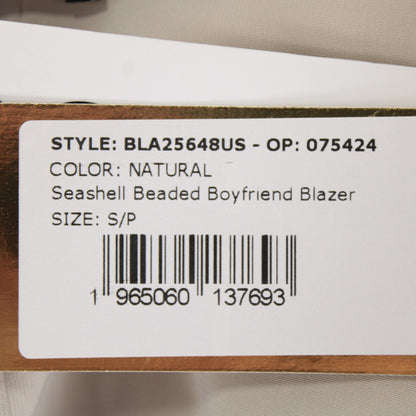 STYLE: BLA25648US - OP: 075424
COLOR: NATURAL
Seashell Beaded Boyfriend Blazer
SIZE: S/P
1 965060 137693